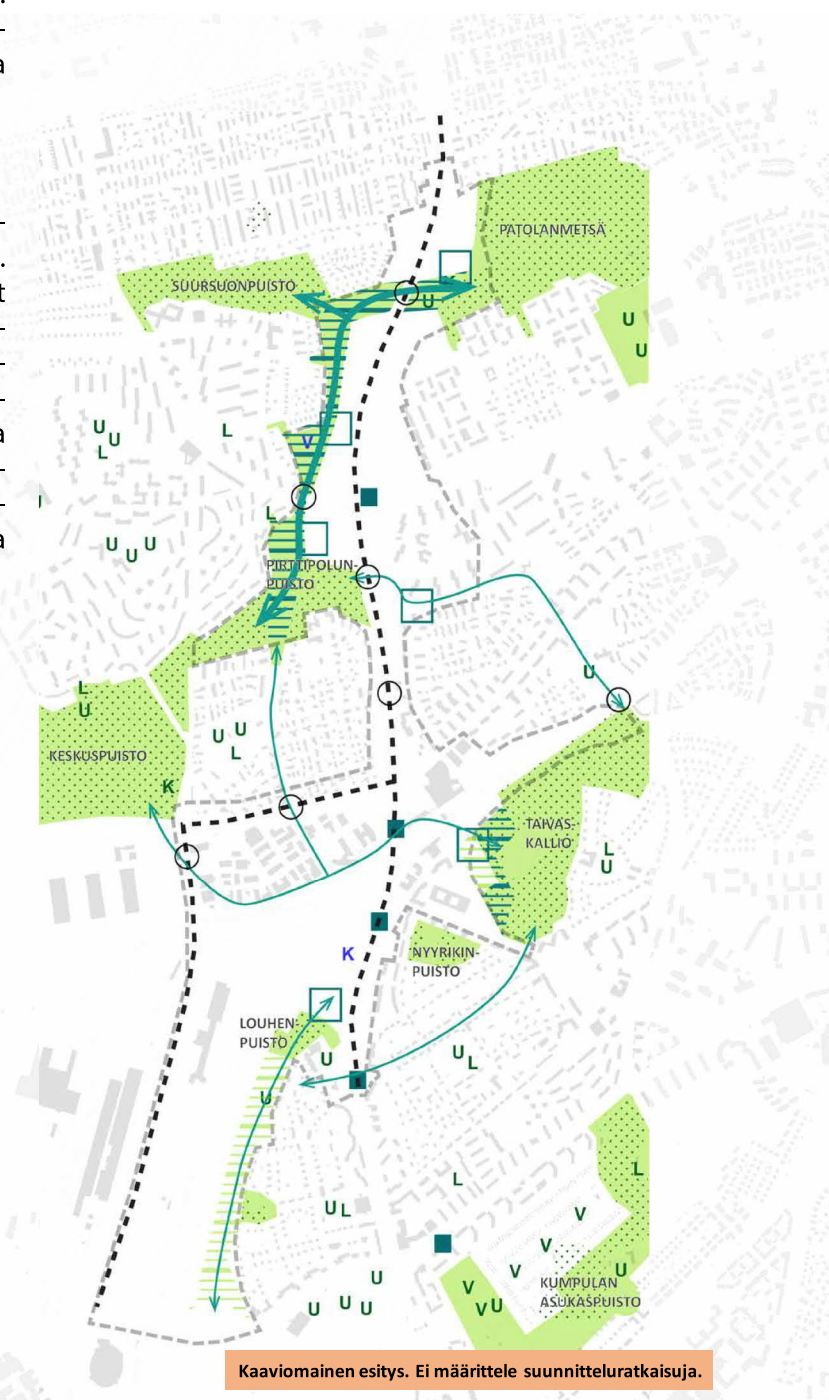 a
.
t
a
a
PATOLANMETSÄ
SUURSUONPUISTO
U
U
U
U
U
L
L
V
L
U U
U
PIRTTIPOLUN-
PUISTO
U
L
U
U U
L
KESKUSPUISTO
K
TAIVAS-
KALLIO
L
U
K
NYYRIKIN-
PUISTO
LOUHEN-
PUISTO
U
U
L
U
L
L
U L
V
V
V
U
U
U
U
U
V
V U
KUMPULAN
ASUKASPUISTO
Kaaviomainen esitys. Ei määrittele suunnitteluratkaisuja.